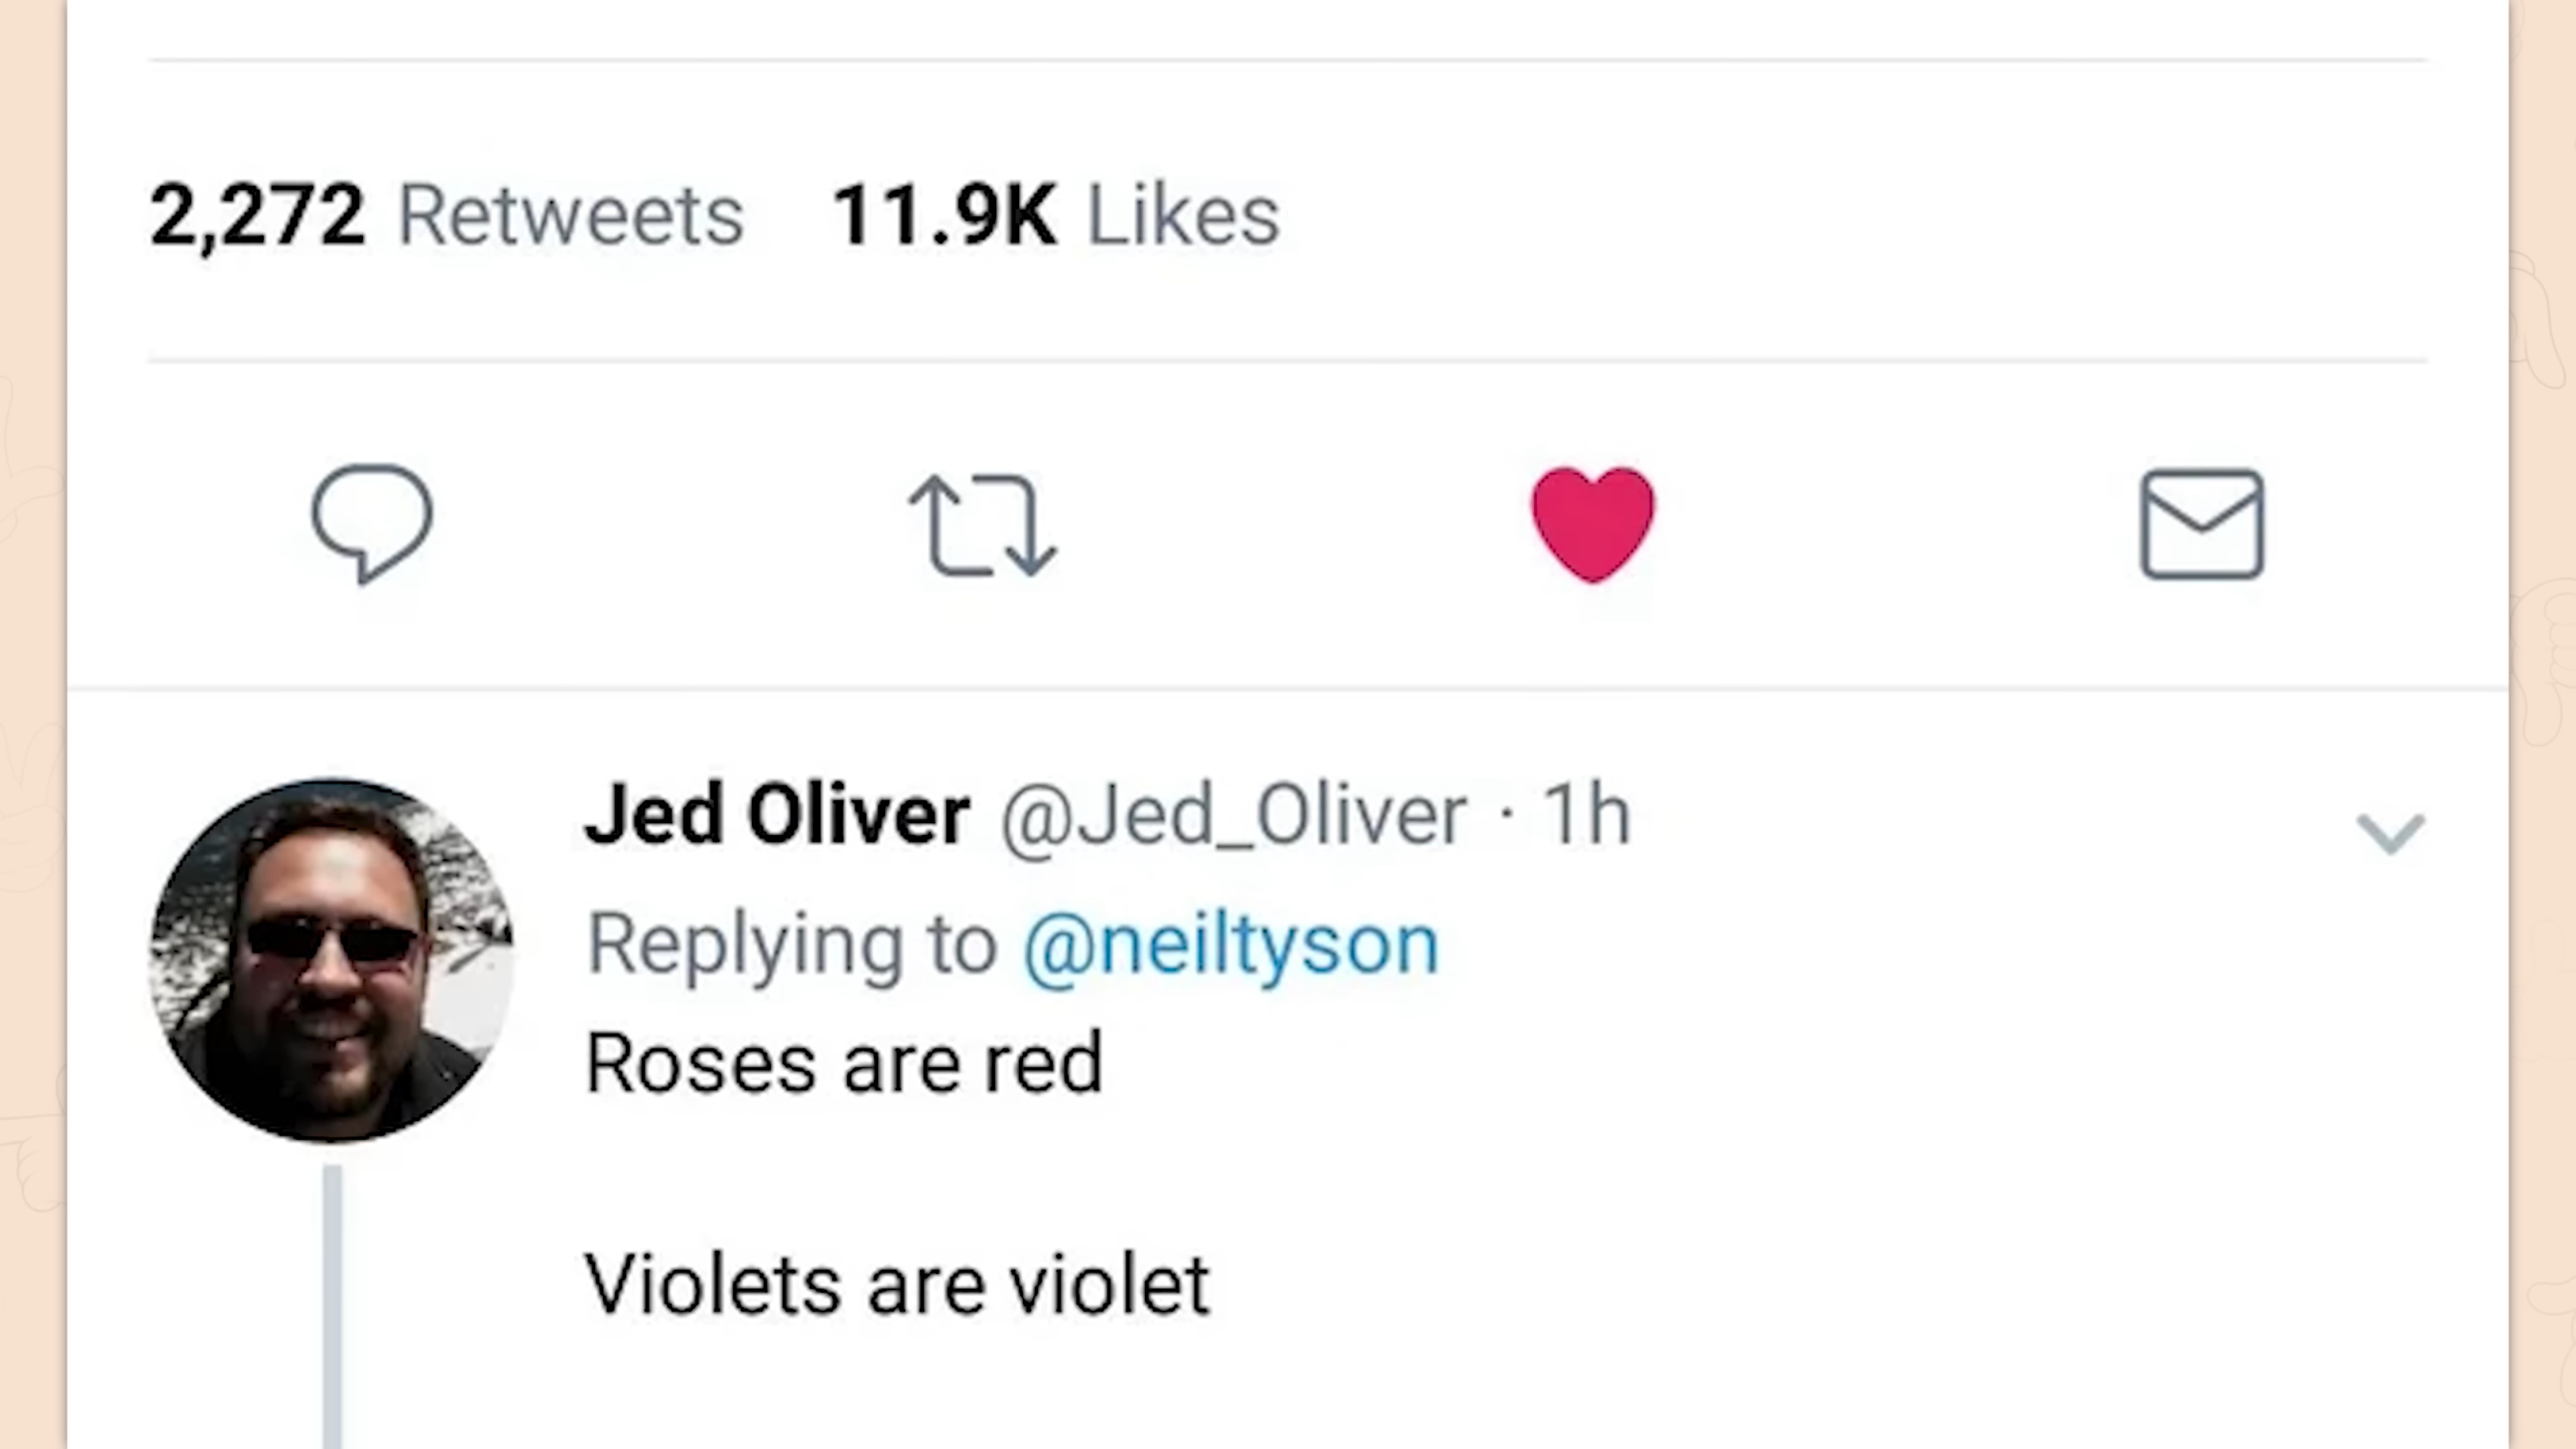 2,272 Retweets 11.9K Likes
Jed Oliver @Jed_Oliver · 1h
Replying to @neiltyson
Roses are red
Violets are violet